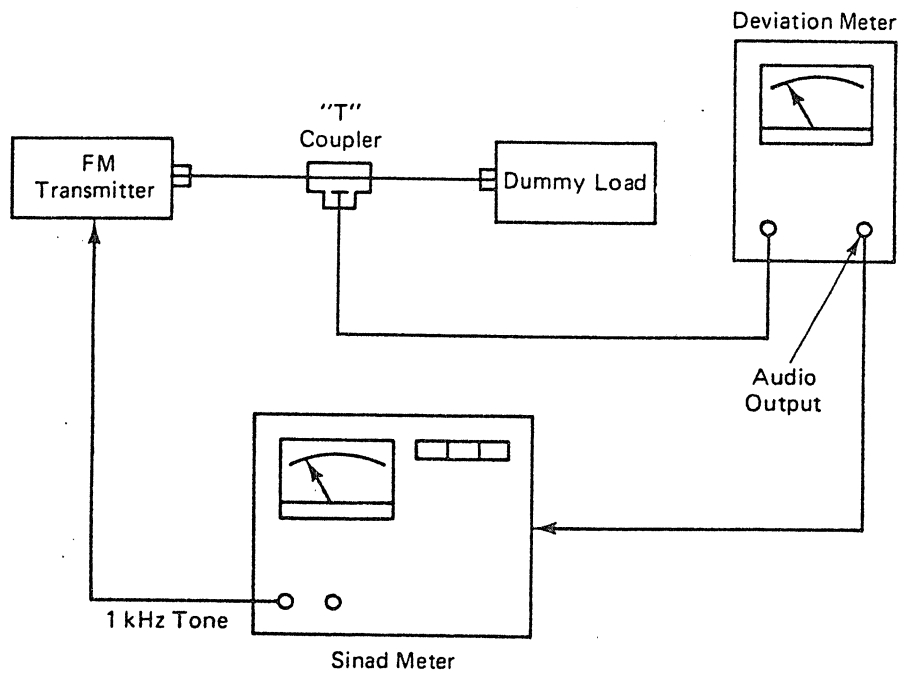 Deviation Meter
"T"
Coupler
FM
Transmitter
Dummy Load
Audio
Output
1 kHz Tone
Sinad Meter